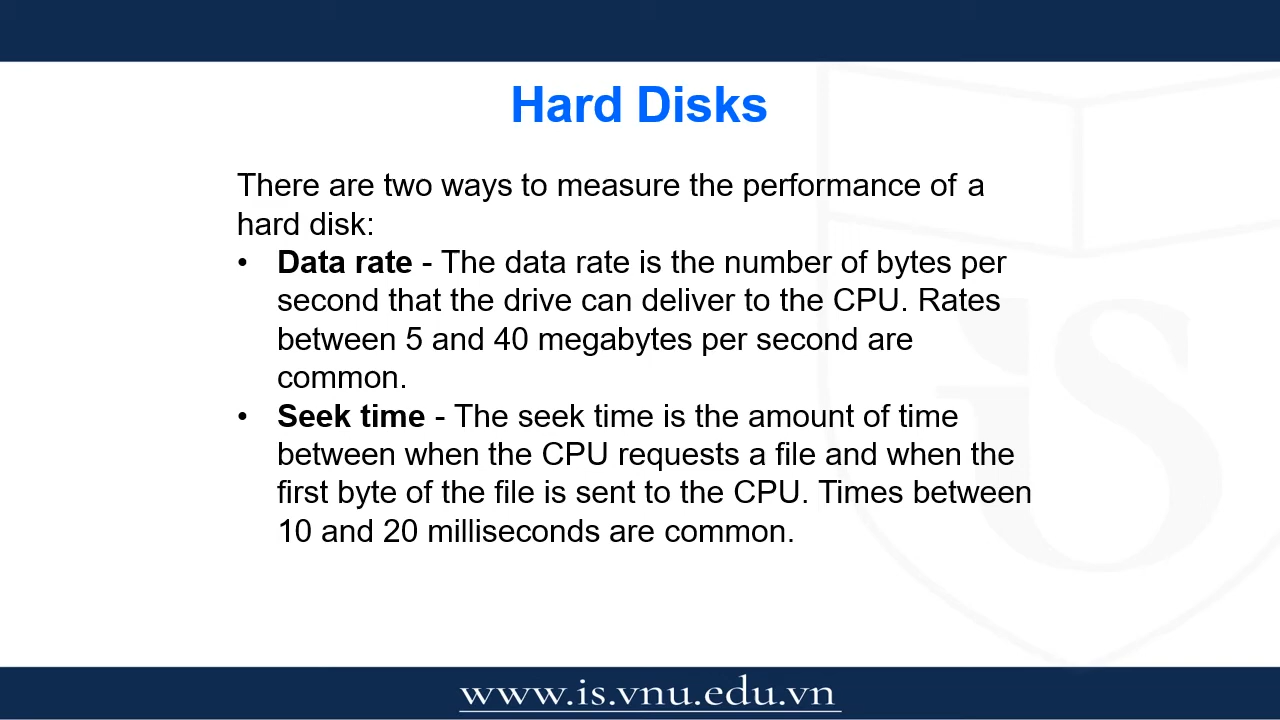 Hard Disks
There are two ways to measure the performance of a
hard disk:
• Data rate - The data rate is the number of bytes per
second that the drive can deliver to the CPU. Rates
between 5 and 40 megabytes per second are
common.
• Seek time - The seek time is the amount of time
between when the CPU requests a file and when the
first byte of the file is sent to the CPU. Times between
10 and 20 milliseconds are common.
iS
www.is.vnu.edu.vn